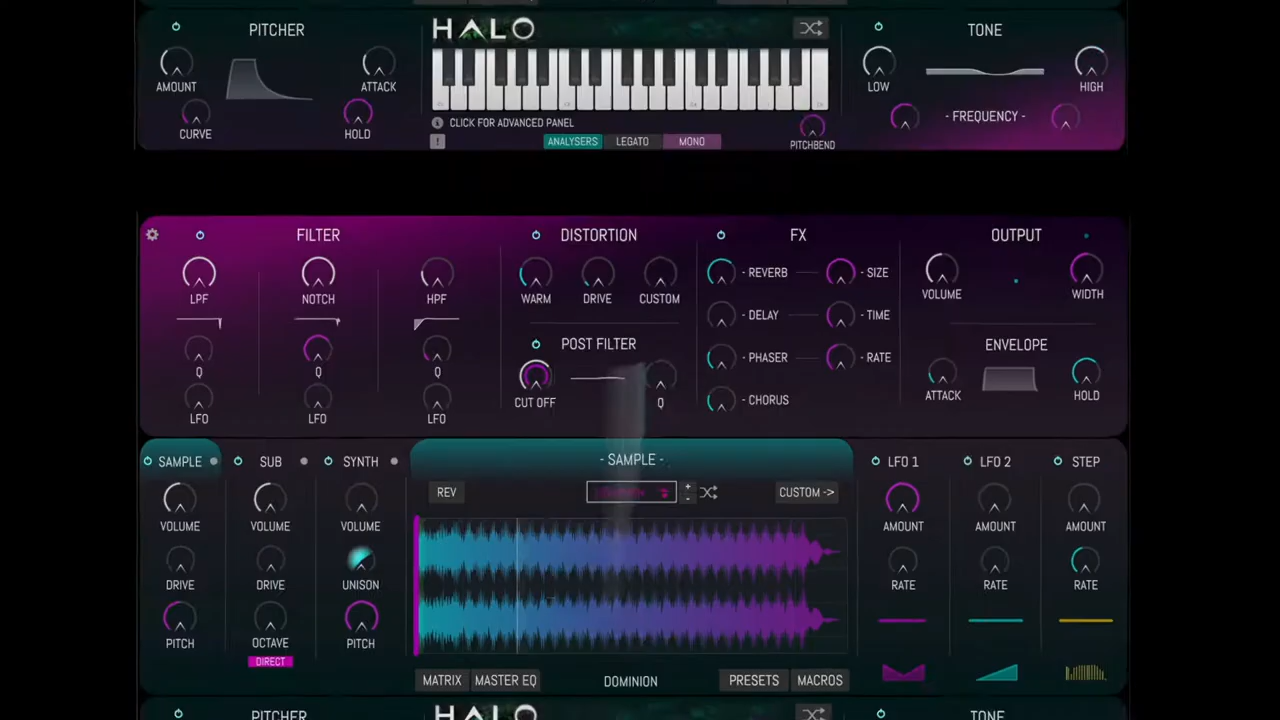 PITCHER
HALO
TONE
AMOUNT
ATTACK
LOW
HIGH
CURVE
HOLD
CLICK FOR ADVANCED PANEL
- FREQUENCY -
ANALYSERS
LEGATO
MONO
PITCHBEND
FILTER
DISTORTION
FX
OUTPUT
LPF
NOTCH
HPF
WARM
DRIVE
CUSTOM
- REVERB
- SIZE
VOLUME
WIDTH
- DELAY
- TIME
POST FILTER
ENVELOPE
- PHASER
- RATE
Q
Q
Q
CUT OFF
Q
- CHORUS
ATTACK
HOLD
LFO
LFO
LFO
SAMPLE
SUB
SYNTH
- SAMPLE -
LFO 1
LFO 2
STEP
REV
+
-
CUSTOM ->
VOLUME
VOLUME
VOLUME
AMOUNT
AMOUNT
AMOUNT
DRIVE
DRIVE
UNISON
RATE
RATE
RATE
PITCH
OCTAVE
PITCH
DIRECT
MATRIX
MASTER EQ
DOMINION
PRESETS
MACROS
PITCHER
HALO
TONE